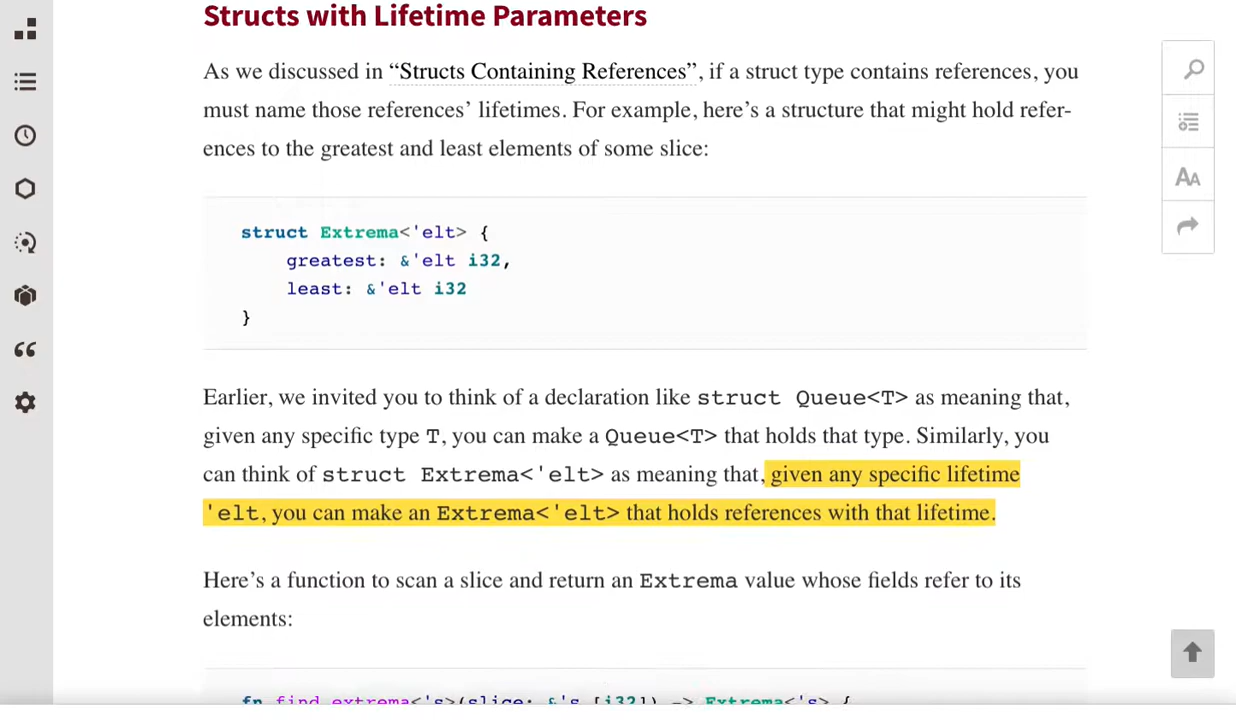 Structs with Lifetime Parameters
As we discussed in “Structs Containing References”, if a struct type contains references, you
must name those references’ lifetimes. For example, here’s a structure that might hold refer-
ences to the greatest and least elements of some slice:
struct Extrema<'elt> {
    greatest: &'elt i32,
    least: &'elt i32
}
Earlier, we invited you to think of a declaration like struct Queue<T> as meaning that,
given any specific type T, you can make a Queue<T> that holds that type. Similarly, you
can think of struct Extrema<'elt> as meaning that, given any specific lifetime
'elt, you can make an Extrema<'elt> that holds references with that lifetime.
Here’s a function to scan a slice and return an Extrema value whose fields refer to its
elements:
fn find_extrema<'s>(slice: &'s [i32]) -> Extrema<'s> {
AA